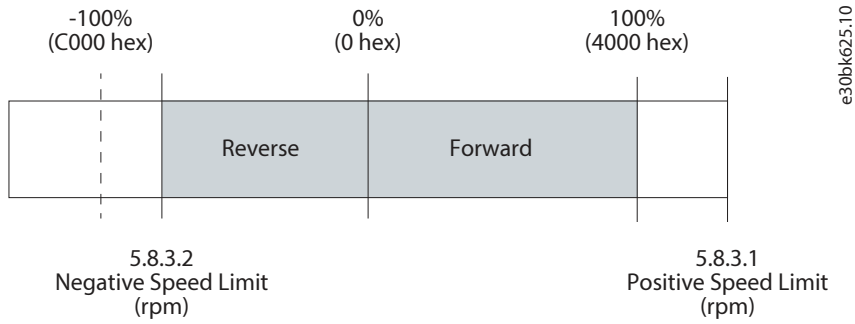 -100%
(C000 hex)
0%
(0 hex)
100%
(4000 hex)
e30bk625.10
Reverse
Forward
5.8.3.2
Negative Speed Limit
(rpm)
5.8.3.1
Positive Speed Limit
(rpm)